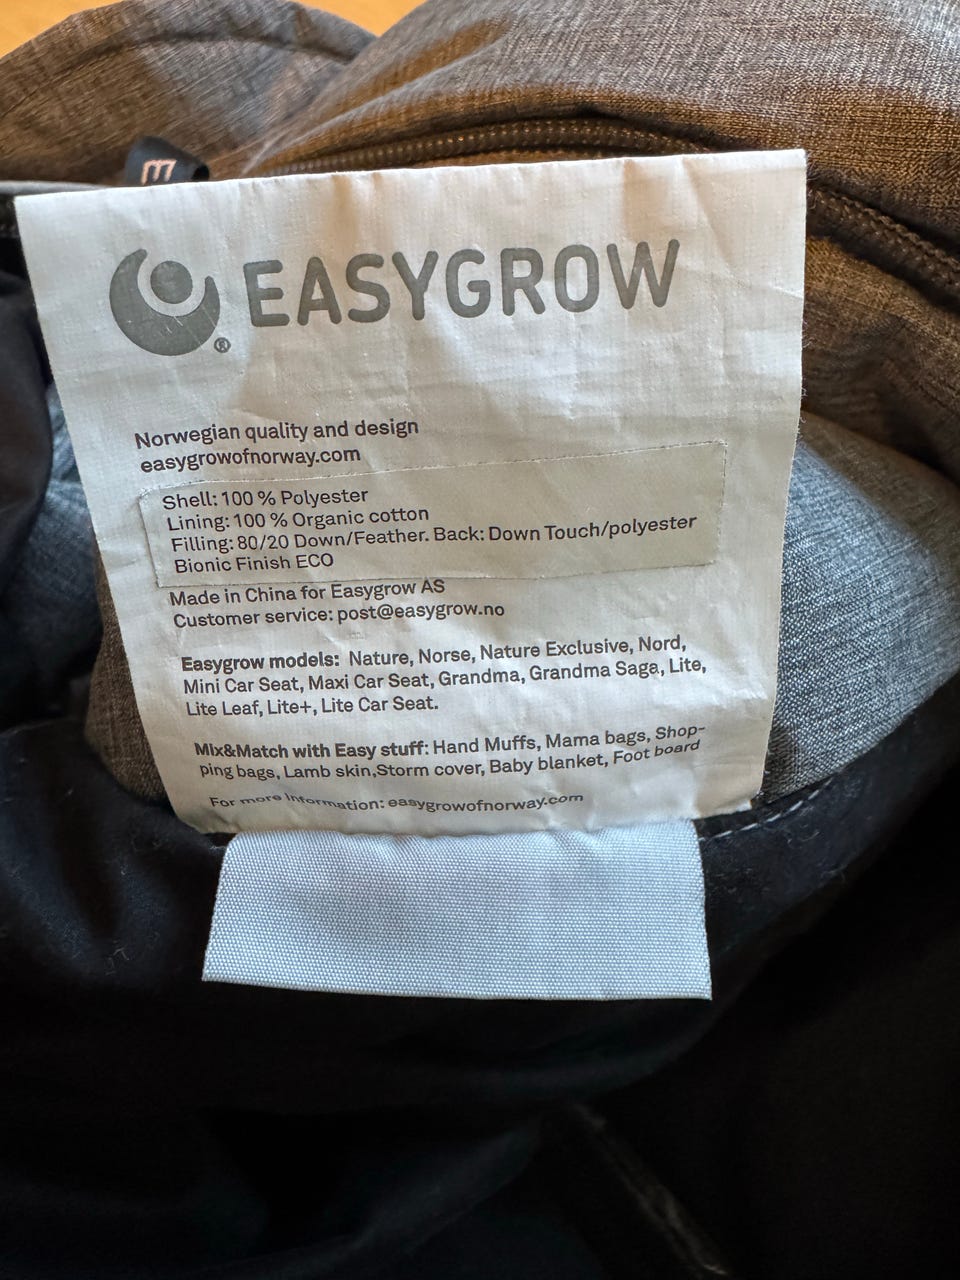 EASYGROW
®
Norwegian quality and design
easygrowofnorway.com
Shell: 100 % Polyester
Lining: 100 % Organic cotton
Filling: 80/20 Down/Feather. Back: Down Touch/polyester
Bionic Finish ECO
Made in China for Easygrow AS
Customer service: post@easygrow.no
Easygrow models: Nature, Norse, Nature Exclusive, Nord,
Mini Car Seat, Maxi Car Seat, Grandma, Grandma Saga, Lite,
Lite Leaf, Lite+, Lite Car Seat.
Mix&Match with Easy stuff: Hand Muffs, Mama bags, Shop-
ping bags, Lamb skin,Storm cover, Baby blanket, Foot board
For more information: easygrowofnorway.com